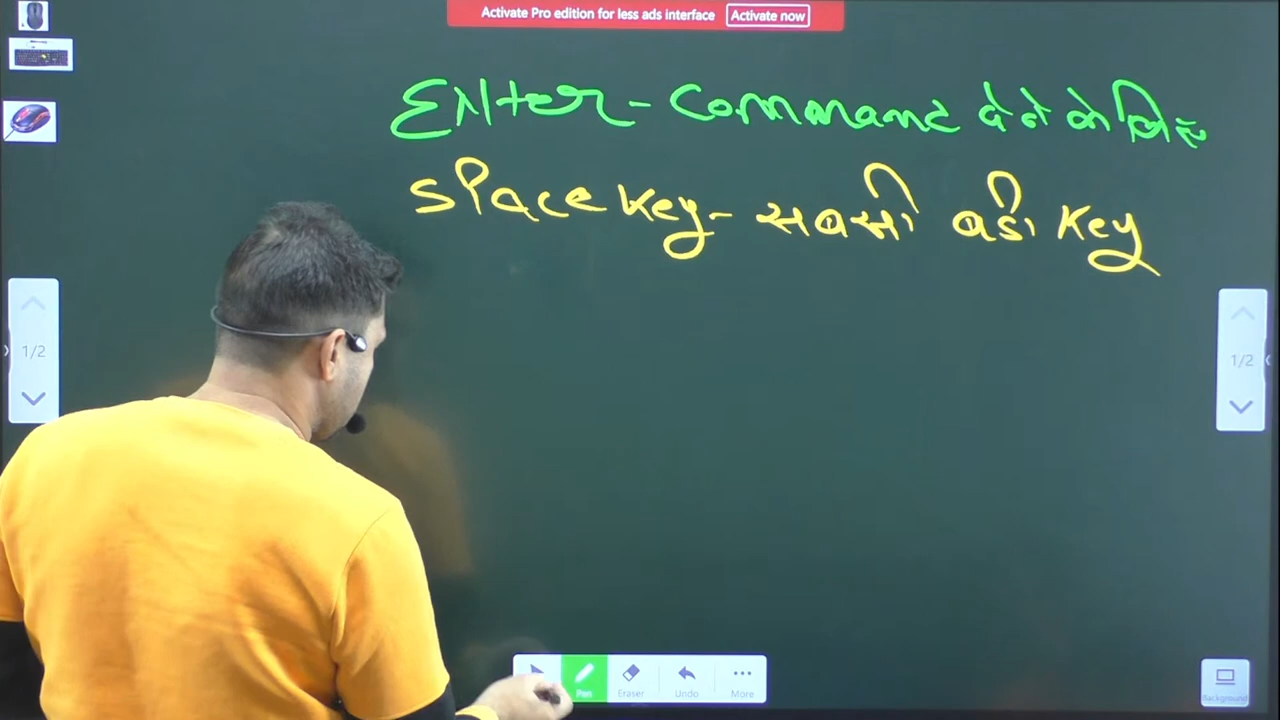 Activate Pro edition for less ads interface Activate now
Enter - Command देने के लिए
Space Key - सबसे बडी Key
1/2
1/2
Pen
Eraser
Undo
More
Background